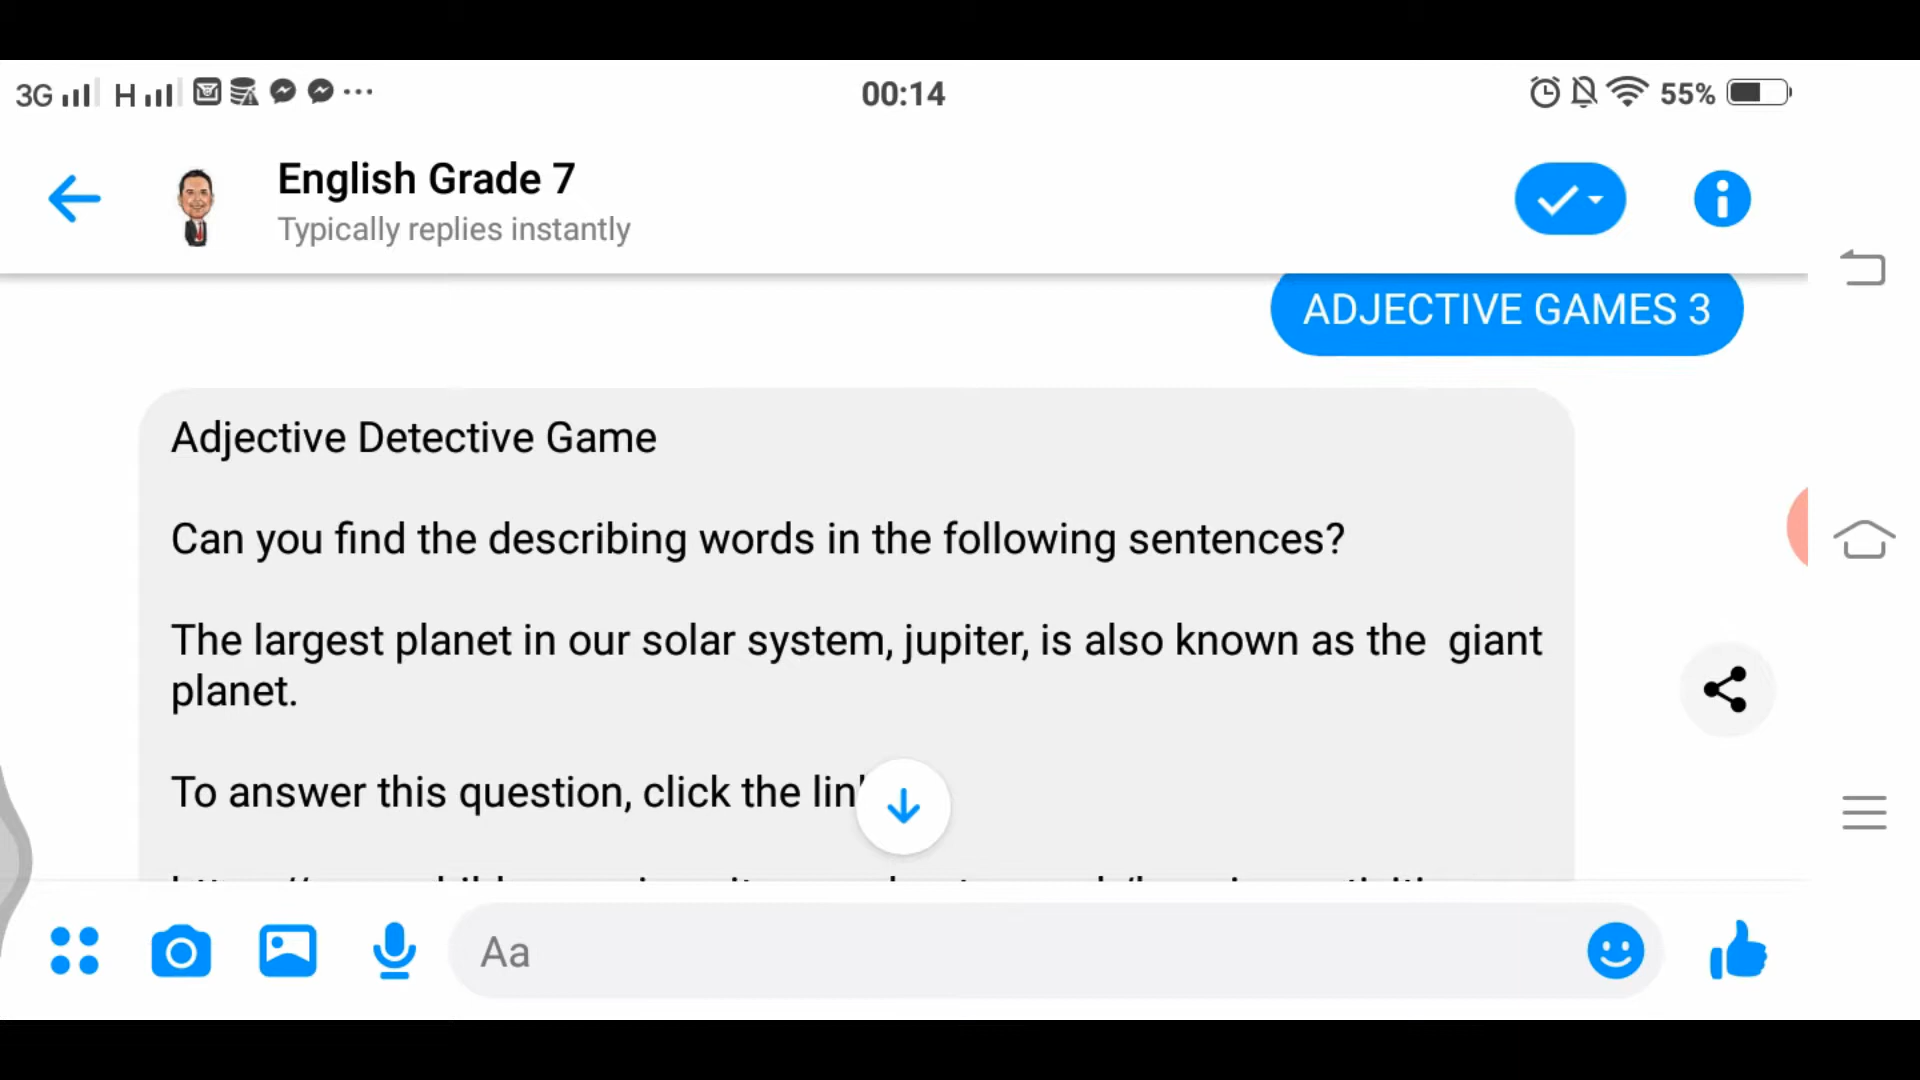 3G H 00:14 55%
English Grade 7
Typically replies instantly
ADJECTIVE GAMES 3
Adjective Detective Game
Can you find the describing words in the following sentences?
The largest planet in our solar system, jupiter, is also known as the giant
planet.
To answer this question, click the
Aa